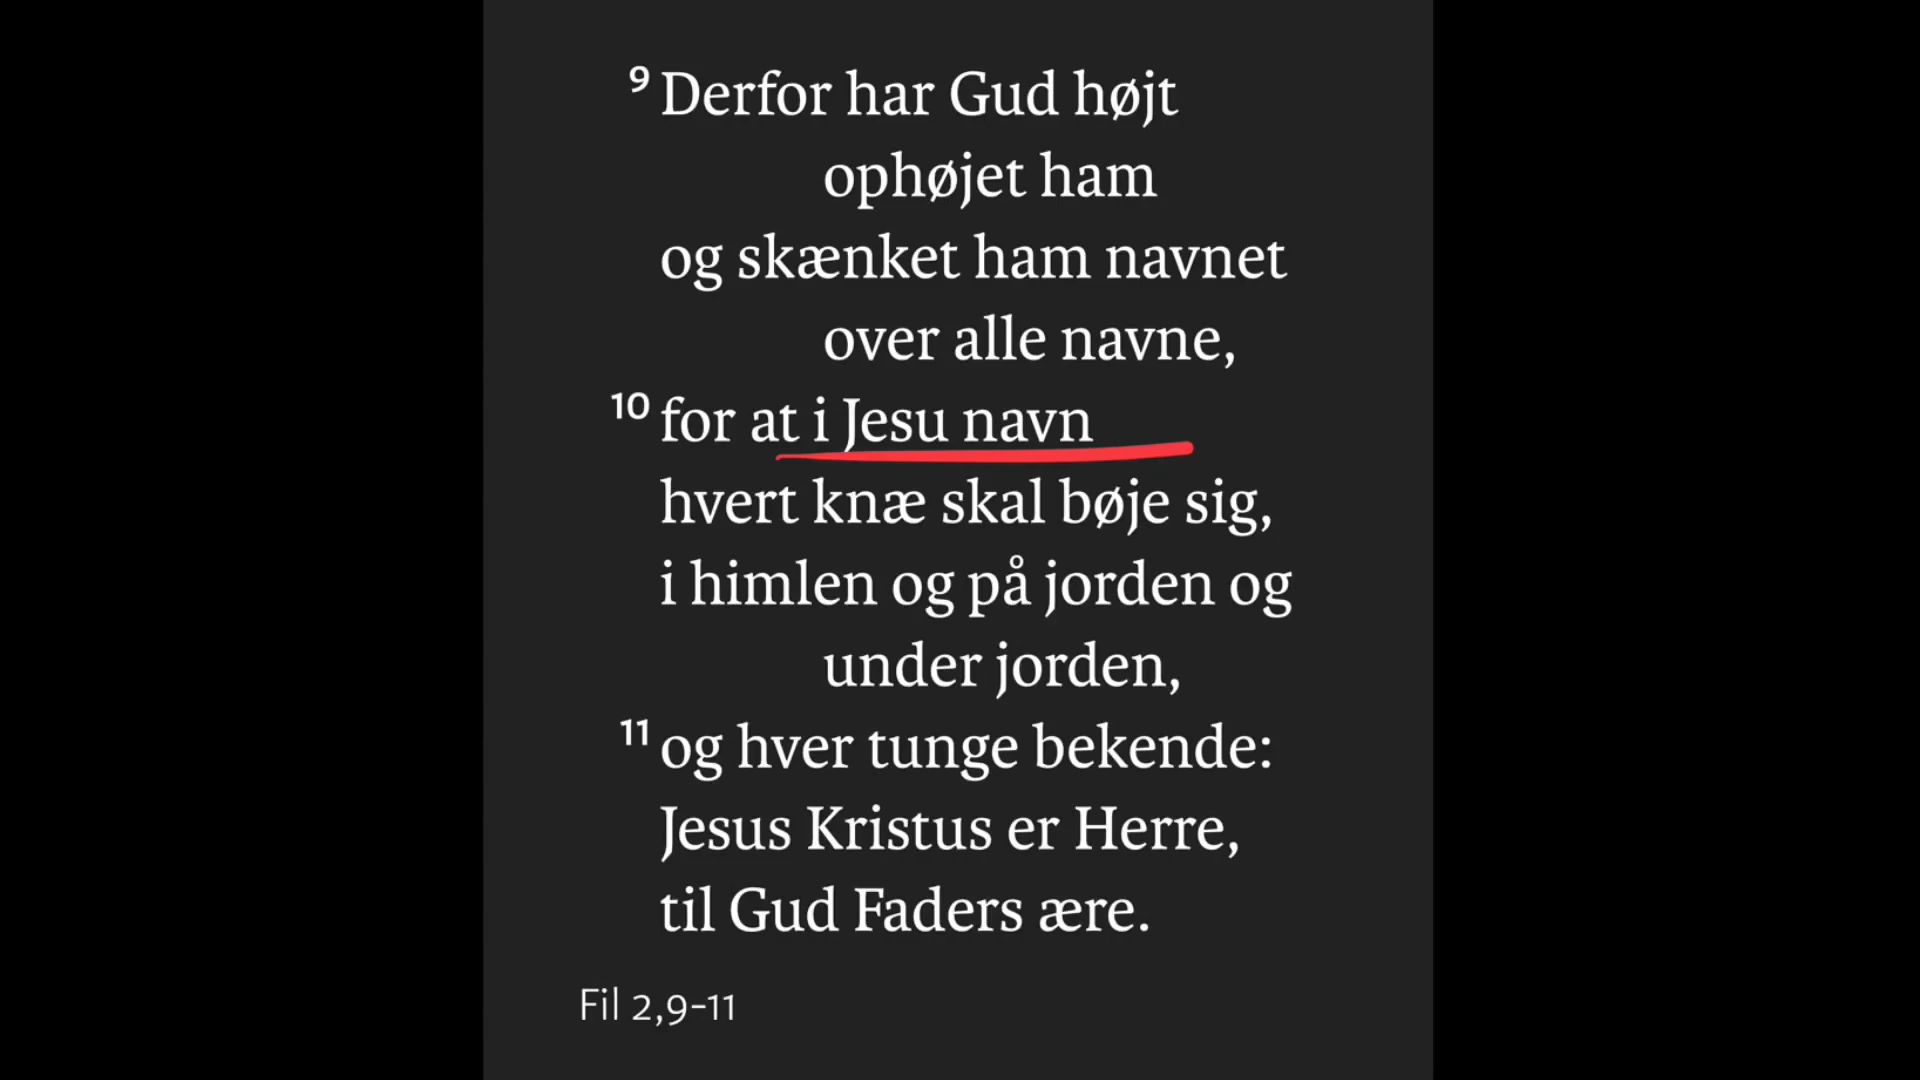 9 Derfor har Gud højt
ophøjet ham
og skænket ham navnet
over alle navne,
10 for at i Jesu navn
hvert knæ skal bøje sig,
i himlen og på jorden og
under jorden,
11 og hver tunge bekende:
Jesus Kristus er Herre,
til Gud Faders ære.
Fil 2,9-11